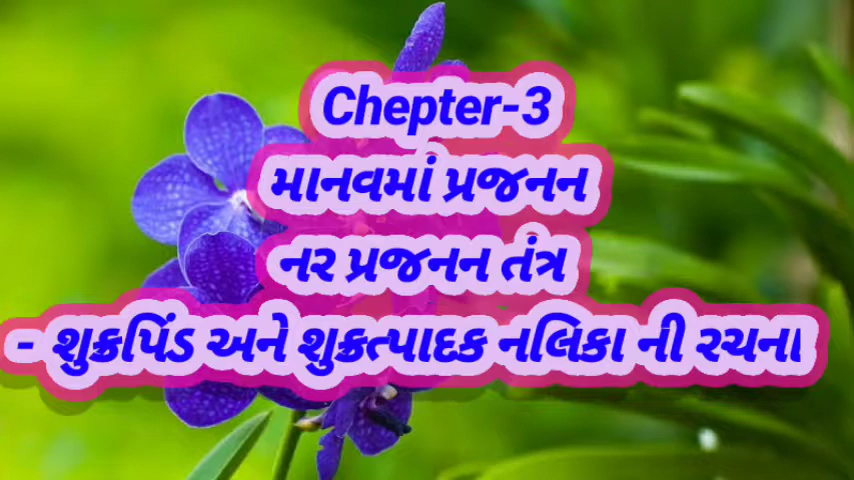 Chepter-3
માનવમાં પ્રજનન
નર પ્રજનન તંત્ર
- શુક્રપિંડ અને શુક્રત્પાદક નલિકા ની રચના